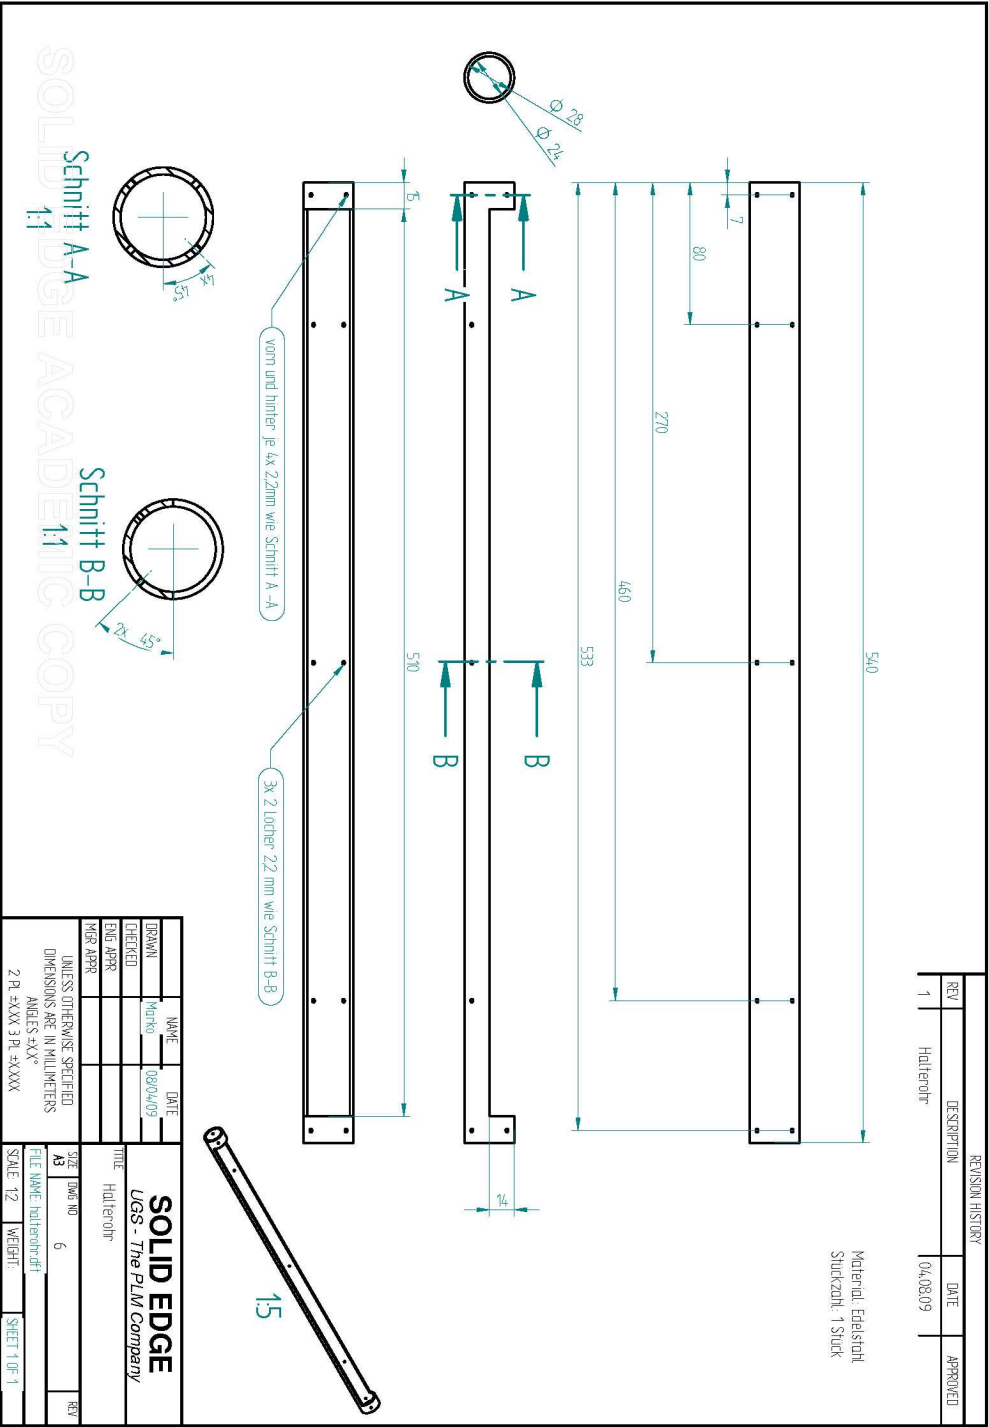 REVISION HISTORY
REV DESCRIPTION DATE APPROVED
1 Halterohr 04.08.09
Material: Edelstahl
Stückzahl: 1 Stück
540
7
80
270
460
533
Φ 28
Φ 24
A
A
B
B
14
15
510
vorn und hinter je 4x 2,2mm wie Schnitt A -A
3x 2 Löcher 2,2 mm wie Schnitt B-B
4x 45°
Schnitt A-A
1:1
2x 45°
Schnitt B-B
1:1
1:5
SOLID EDGE ACADEMIC COPY
NAME DATE
DRAWN Marko 08/04/09
CHECKED
ENG APPR
MGR APPR
UNLESS OTHERWISE SPECIFIED
DIMENSIONS ARE IN MILLIMETERS
ANGLES ±X.X°
2 PL ±X.XX 3 PL ±X.XXX
SOLID EDGE
UGS - The PLM Company
TITLE
Halterohr
SIZE DWG NO REV
A3 6
FILE NAME: halterohr.dft
SCALE: 1:2 WEIGHT: SHEET 1 OF 1